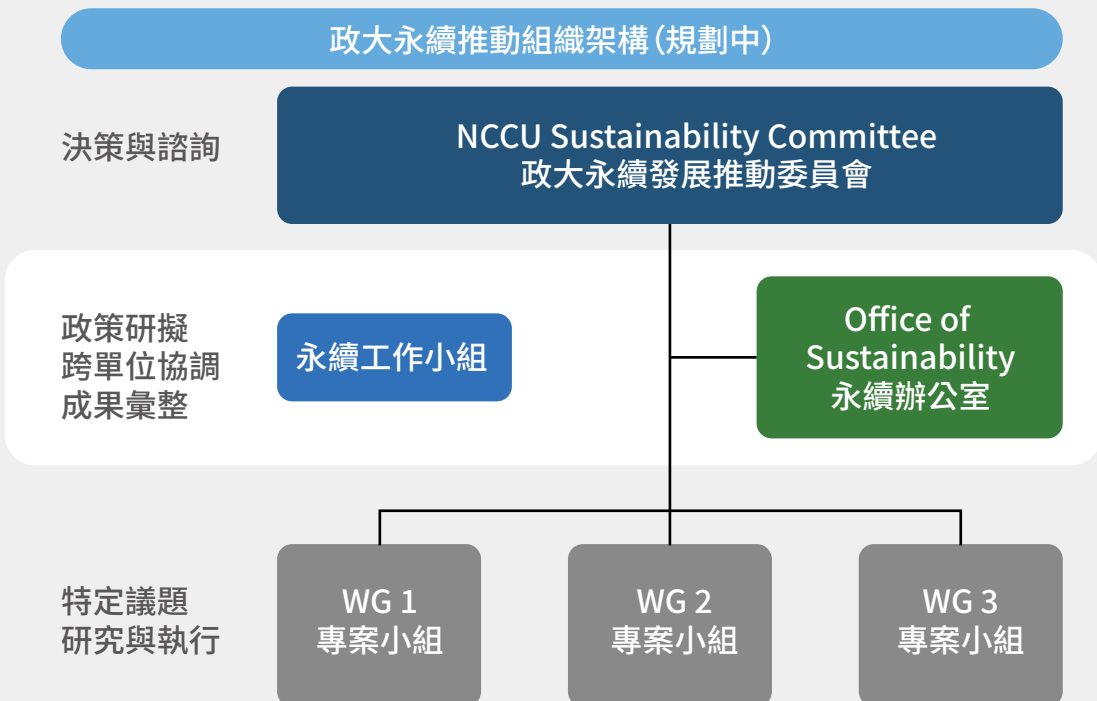 政大永續推動組織架構(規劃中)
決策與諮詢
NCCU Sustainability Committee
政大永續發展推動委員會
政策研擬
跨單位協調
成果彙整
永續工作小組
Office of
Sustainability
永續辦公室
特定議題
研究與執行
WG 1
專案小組
WG 2
專案小組
WG 3
專案小組